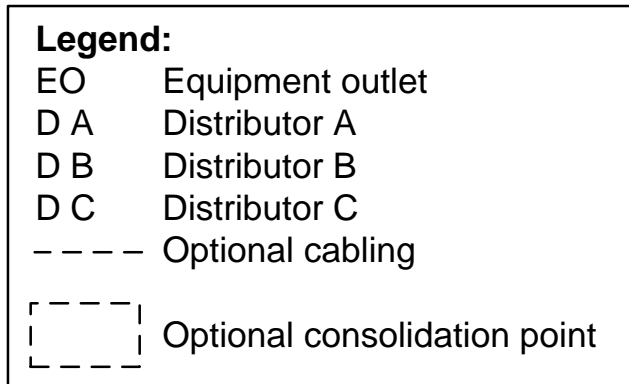 Legend:
EO Equipment outlet
D A Distributor A
D B Distributor B
D C Distributor C
Optional cabling
Optional consolidation point